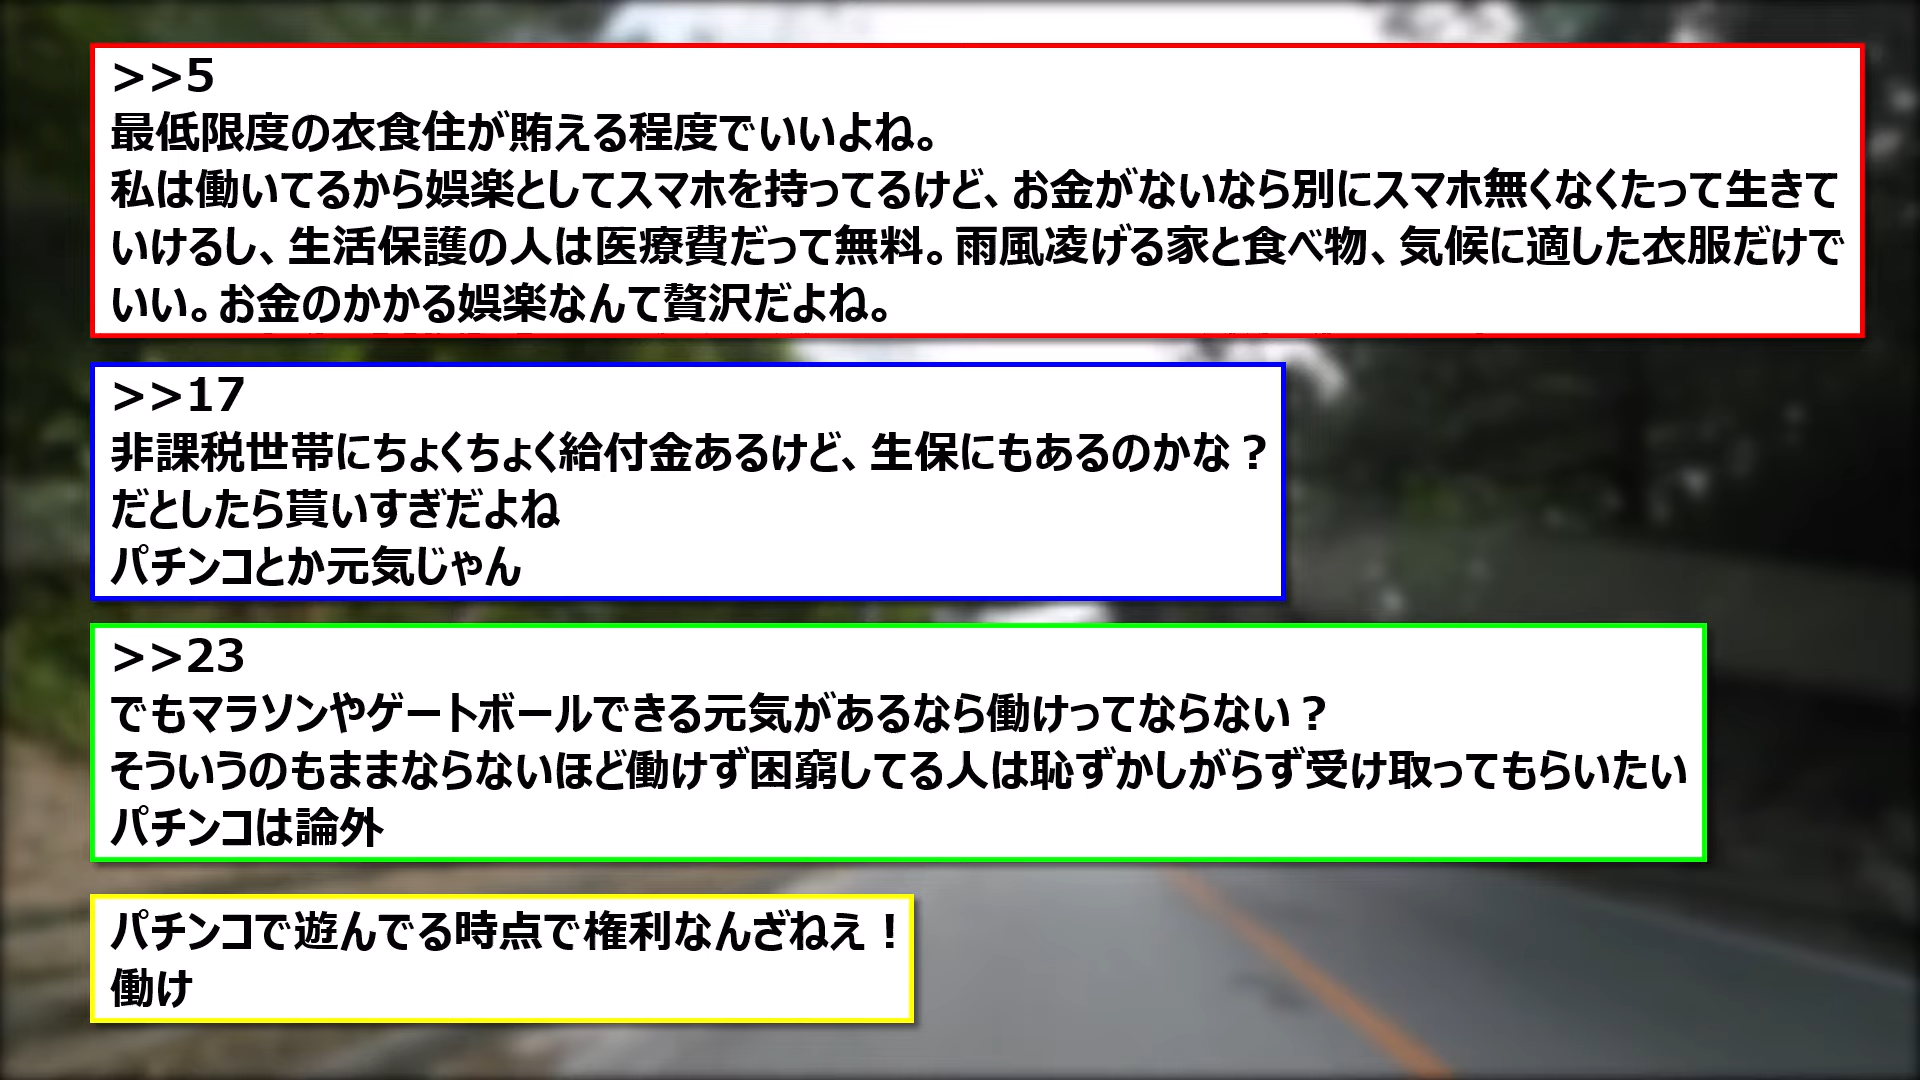 >>5
最低限度の衣食住が賄える程度でいいよね。
私は働いてるから娯楽としてスマホを持ってるけど、お金がないなら別にスマホ無くなくたって生きて
いけるし、生活保護の人は医療費だって無料。雨風凌げる家と食べ物、気候に適した衣服だけで
いい。お金のかかる娯楽なんて贅沢だよね。
>>17
非課税世帯にちょくちょく給付金あるけど、生保にもあるのかな？
だとしたら貰いすぎだよね
パチンコとか元気じゃん
>>23
でもマラソンやゲートボールできる元気があるなら働けってならない？
そういうのもままならないほど働けず困窮してる人は恥ずかしがらず受け取ってもらいたい
パチンコは論外
パチンコで遊んでる時点で権利なんざねえ！
働け